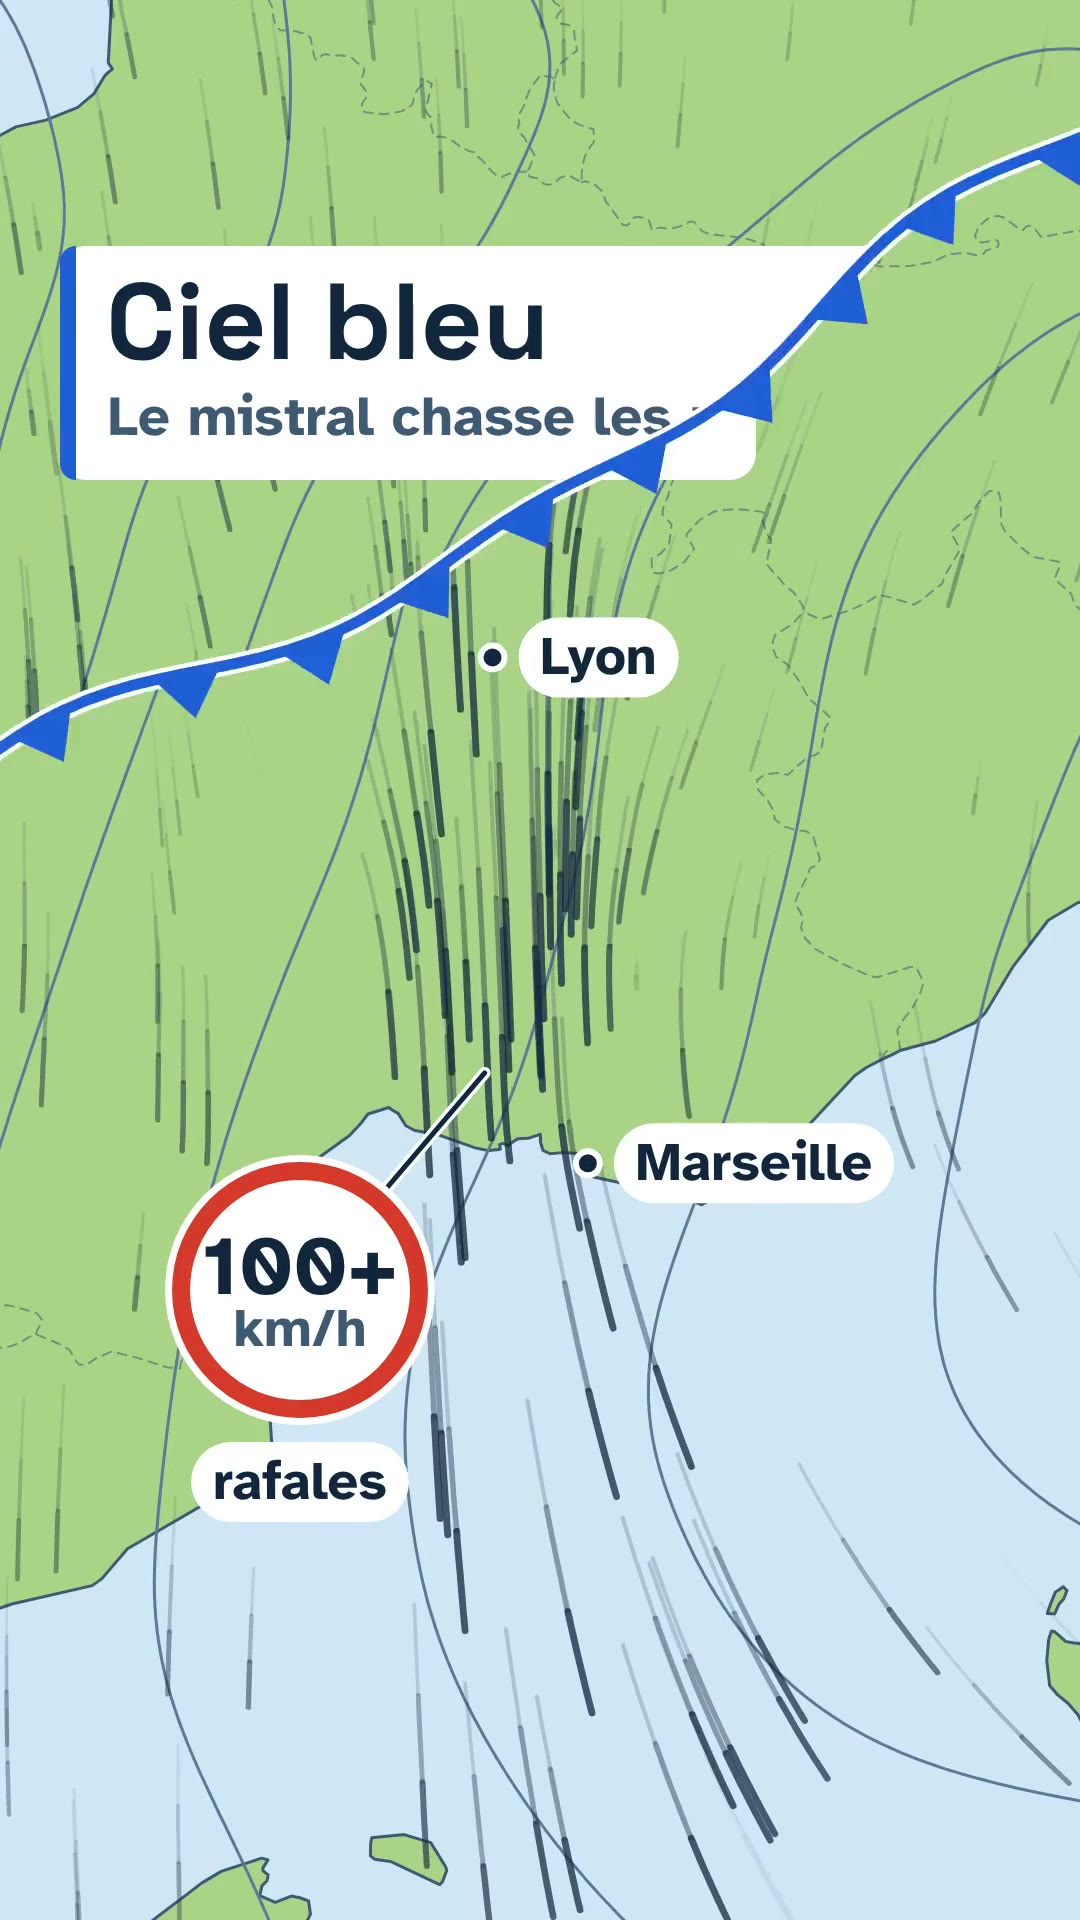 Ciel bleu
Le mistral chasse les
Lyon
Marseille
100+
km/h
rafales